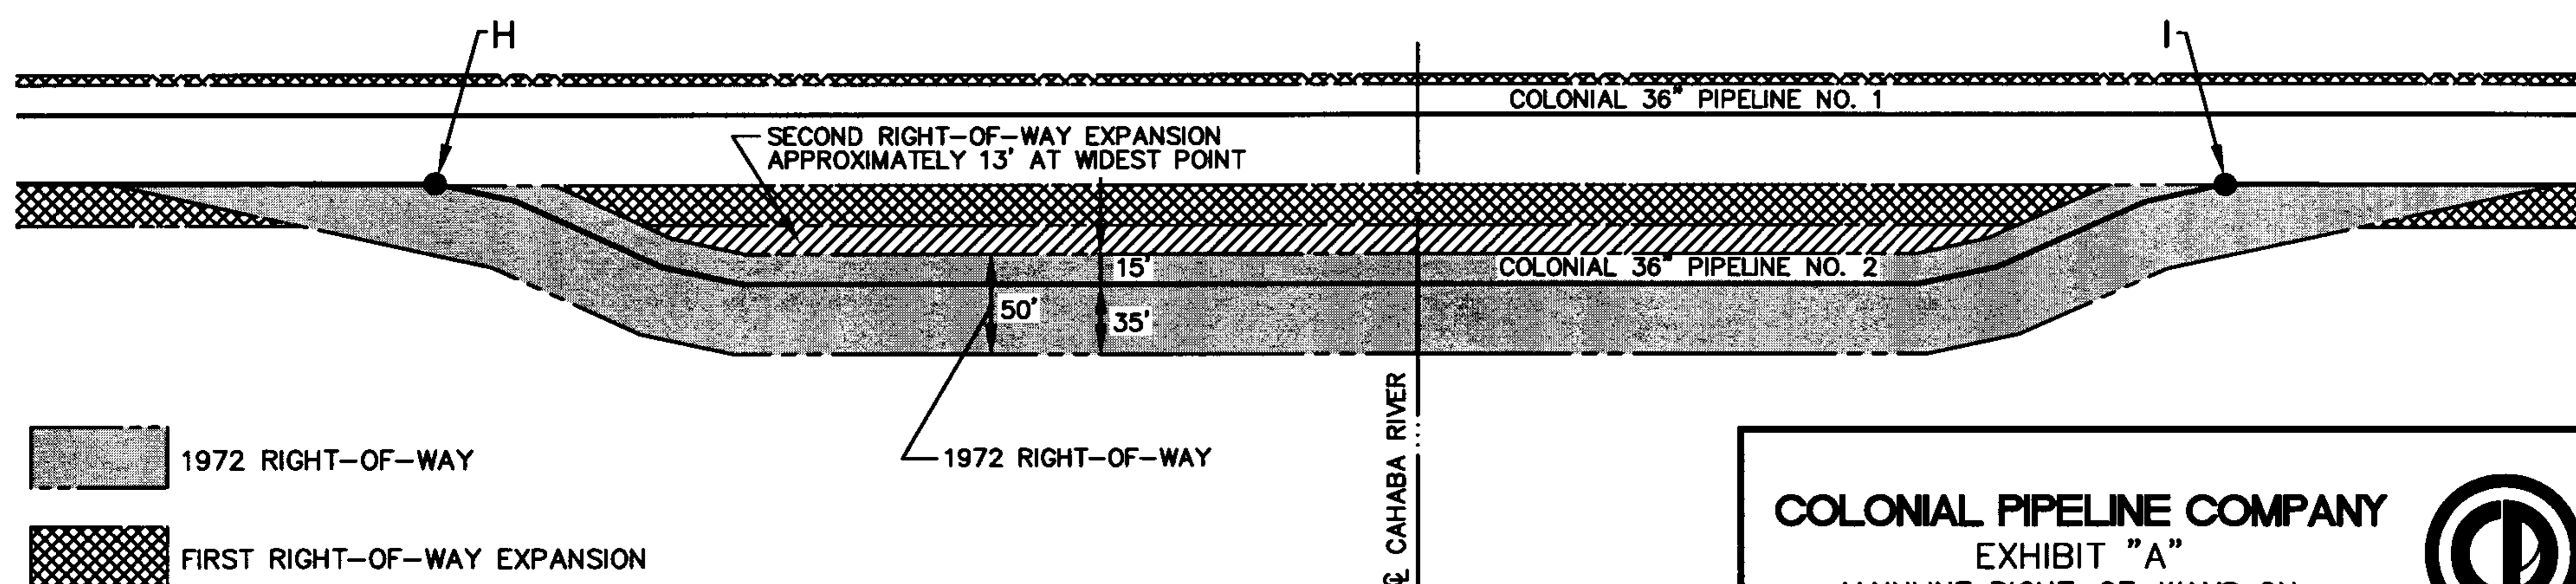 H
I
COLONIAL 36" PIPELINE NO. 1
SECOND RIGHT-OF-WAY EXPANSION
APPROXIMATELY 13' AT WIDEST POINT
15'
COLONIAL 36" PIPELINE NO. 2
50'
35'
℄ CAHABA RIVER
1972 RIGHT-OF-WAY
1972 RIGHT-OF-WAY
FIRST RIGHT-OF-WAY EXPANSION
COLONIAL PIPELINE COMPANY
EXHIBIT "A"